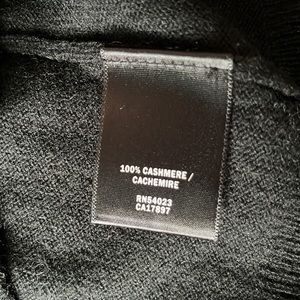 100% CASHMERE /
CACHEMIRE
RN54023
CA17897